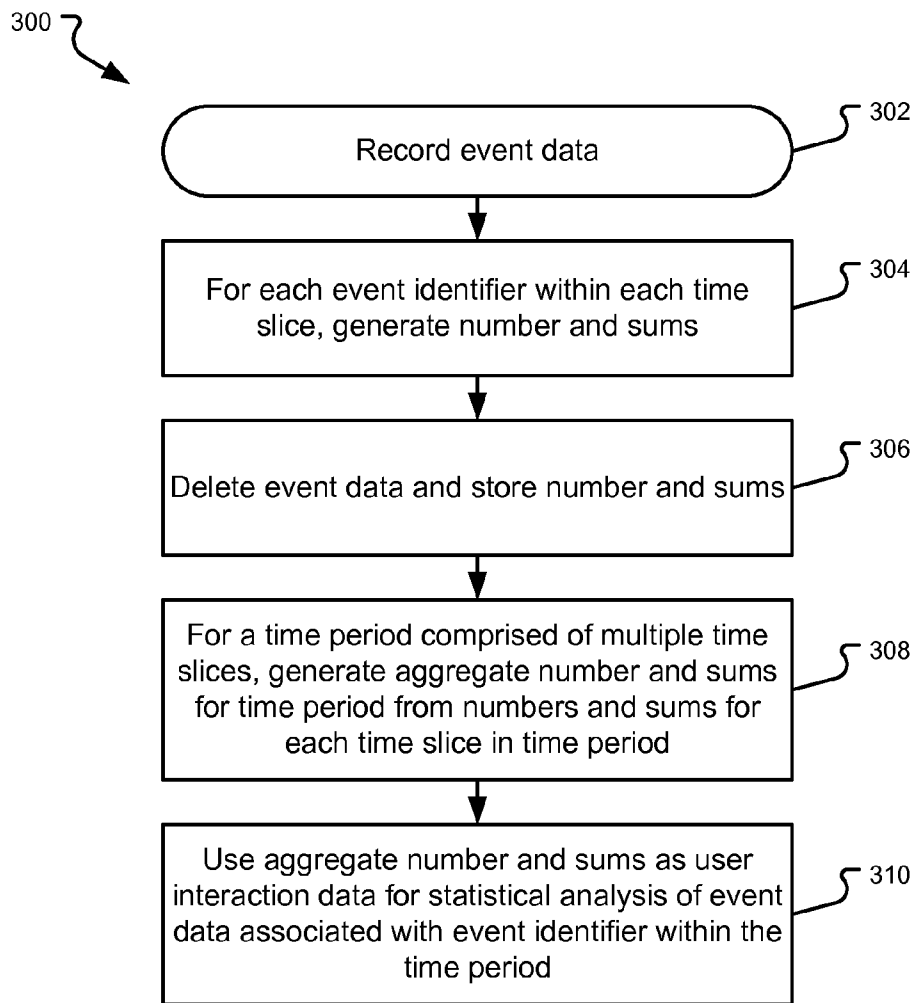 300
302
Record event data
304
For each event identifier within each time
slice, generate number and sums
306
Delete event data and store number and sums
For a time period comprised of multiple time
slices, generate aggregate number and sums
308
for time period from numbers and sums for
each time slice in time period
Use aggregate number and sums as user
interaction data for statistical analysis of event
310
data associated with event identifier within the
time period